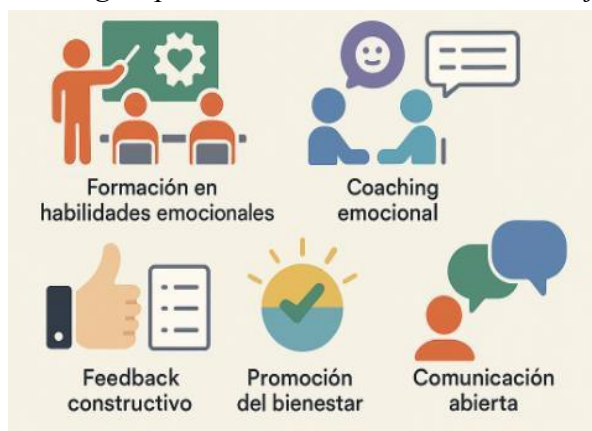 Formación en
habilidades emocionales
Coaching
emocional
Feedback
constructivo
Promoción
del bienestar
Comunicación
abierta